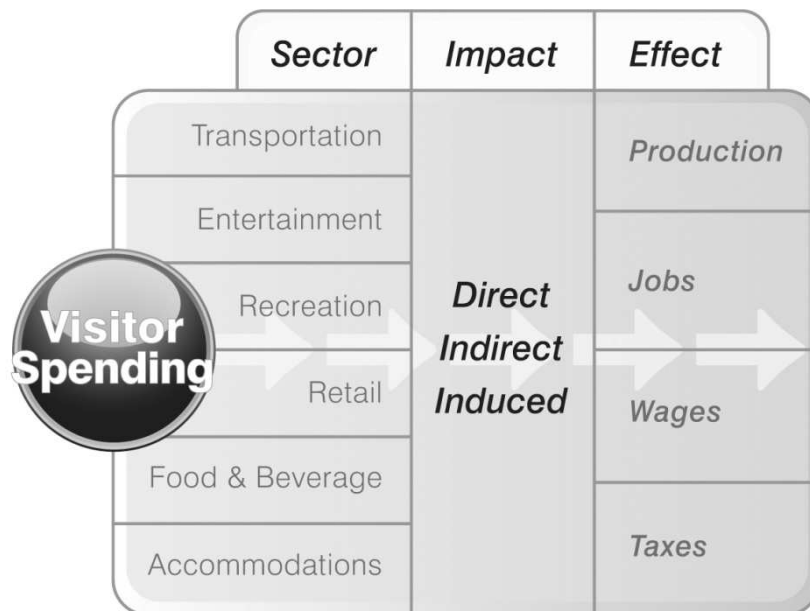 Sector
Impact
Effect
Visitor
Spending
Transportation
Entertainment
Recreation
Retail
Food & Beverage
Accommodations
Direct
Indirect
Induced
Production
Jobs
Wages
Taxes